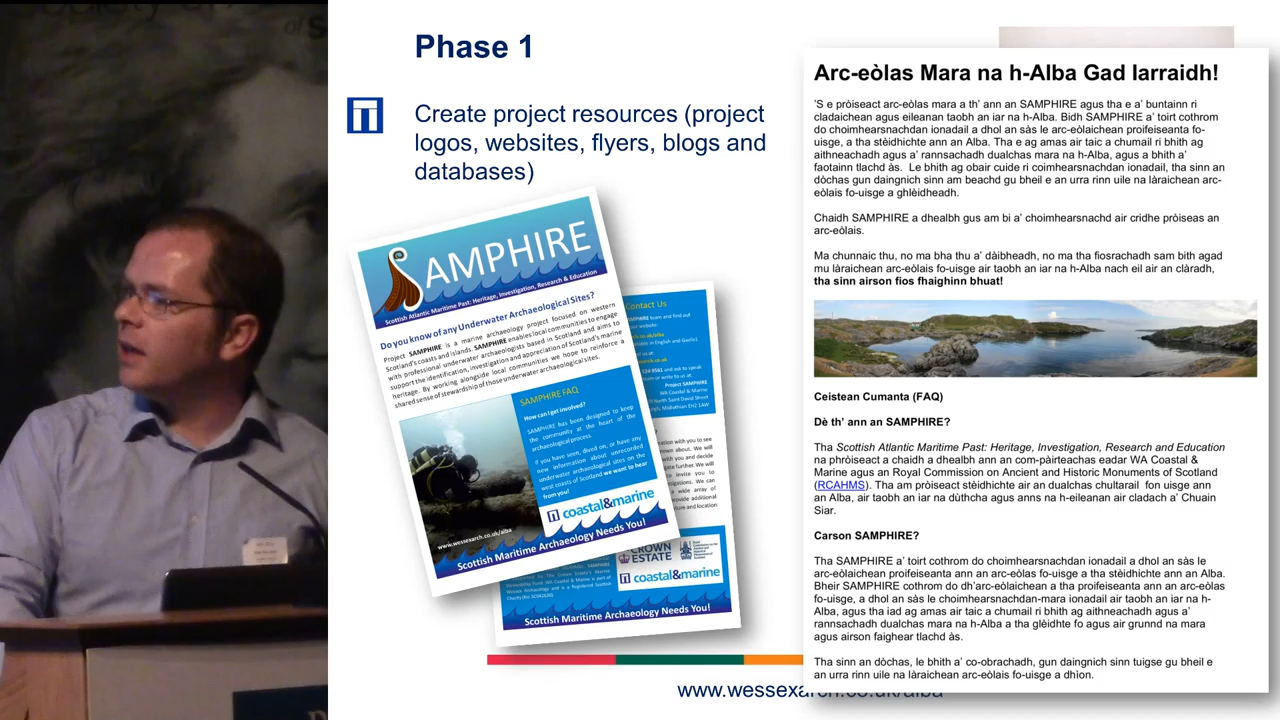 Phase 1
Create project resources (project
logos, websites, flyers, blogs and
databases)
SAMPHIRE
Scottish Atlantic Maritime Past: Heritage, Investigation, Research & Education
Do you know of any Underwater Archaeological Sites?
Project SAMPHIRE is a marine archaeology project focused on western
Scotland's coasts and islands. SAMPHIRE enables local communities to engage
with professional underwater archaeologists based in Scotland and aims to
support the identification, investigation and appreciation of Scotland's marine
heritage. By working alongside local communities we hope to reinforce a
shared sense of stewardship of those underwater archaeological sites.
SAMPHIRE FAQ
How can I get involved?
SAMPHIRE has been designed to keep
the community at the heart of the
archaeological process.
If you have seen, dived on, or have any
new information about unrecorded
underwater archaeological sites on the
west coasts of Scotland we want to hear
from you!
coastal&marine
www.wessexarch.co.uk/alba
Scottish Maritime Archaeology Needs You!
Contact Us
team and find out
Project SAMPHIRE
WA Coastal & Marine
North Saint David Street
EH2 1AW
CROWN
ESTATE
coastal&marine
Scottish Maritime Archaeology Needs You!
Arc-eòlas Mara na h-Alba Gad Iarraidh!
'S e pròiseact arc-eòlas mara a th' ann an SAMPHIRE agus tha e a' buntainn ri
cladaichean agus eileanan taobh an iar na h-Alba. Bidh SAMPHIRE a' toirt cothrom
do choimhearsnachdan ionadail a dhol an sàs le arc-eòlaichean proifeiseanta fo-
uisge, a tha stèidhichte ann an Alba. Tha e ag amas air taic a chumail ri bhith ag
aithneachadh agus a' rannsachadh dualchas mara na h-Alba, agus a bhith a'
faotainn tlachd às. Le bhith ag obair cuide ri coimhearsnachdan ionadail, tha sinn an
dòchas gun daingnich sinn am beachd gu bheil e an urra rinn uile na làraichean arc-
eòlais fo-uisge a ghlèidheadh.
Chaidh SAMPHIRE a dhealbh gus am bi a' choimhearsnachd air cridhe pròiseas an
arc-eòlais.
Ma chunnaic thu, no ma bha thu a' dàibheadh, no ma tha fiosrachadh sam bith agad
mu làraichean arc-eòlais fo-uisge air taobh an iar na h-Alba nach eil air an clàradh,
tha sinn airson fios fhaighinn bhuat!
Ceistean Cumanta (FAQ)
Dè th' ann an SAMPHIRE?
Tha Scottish Atlantic Maritime Past: Heritage, Investigation, Research and Education
na phròiseact a chaidh a dhealbh ann an com-pàirteachas eadar WA Coastal &
Marine agus an Royal Commission on Ancient and Historic Monuments of Scotland
(RCAHMS). Tha am pròiseact stèidhichte air an dualchas chultarail fon uisge ann
an Alba, air taobh an iar na dùthcha agus anns na h-eileanan air cladach a' Chuain
Siar.
Carson SAMPHIRE?
Tha SAMPHIRE a' toirt cothrom do choimhearsnachdan ionadail a dhol an sàs le
arc-eòlaichean proifeiseanta ann an arc-eòlas fo-uisge a tha stèidhichte ann an Alba.
Bheir SAMPHIRE cothrom do dh'arc-eòlaichean a tha proifeiseanta ann an arc-eòlas
fo-uisge, a dhol an sàs le choimhearsnachdan-mara ionadail air taobh an iar na h-
Alba, agus tha iad ag amas air taic a chumail ri bhith ag aithneachadh agus a'
rannsachadh dualchas mara na h-Alba a tha glèidhte fo agus air grunnd na mara
agus airson faighear tlachd às.
Tha sinn an dòchas, le bhith a' co-obrachadh, gun daingnich sinn tuigse gu bheil e
an urra rinn uile na làraichean arc-eòlais fo-uisge a dhìon.
www.wessexarch.co.uk/alba